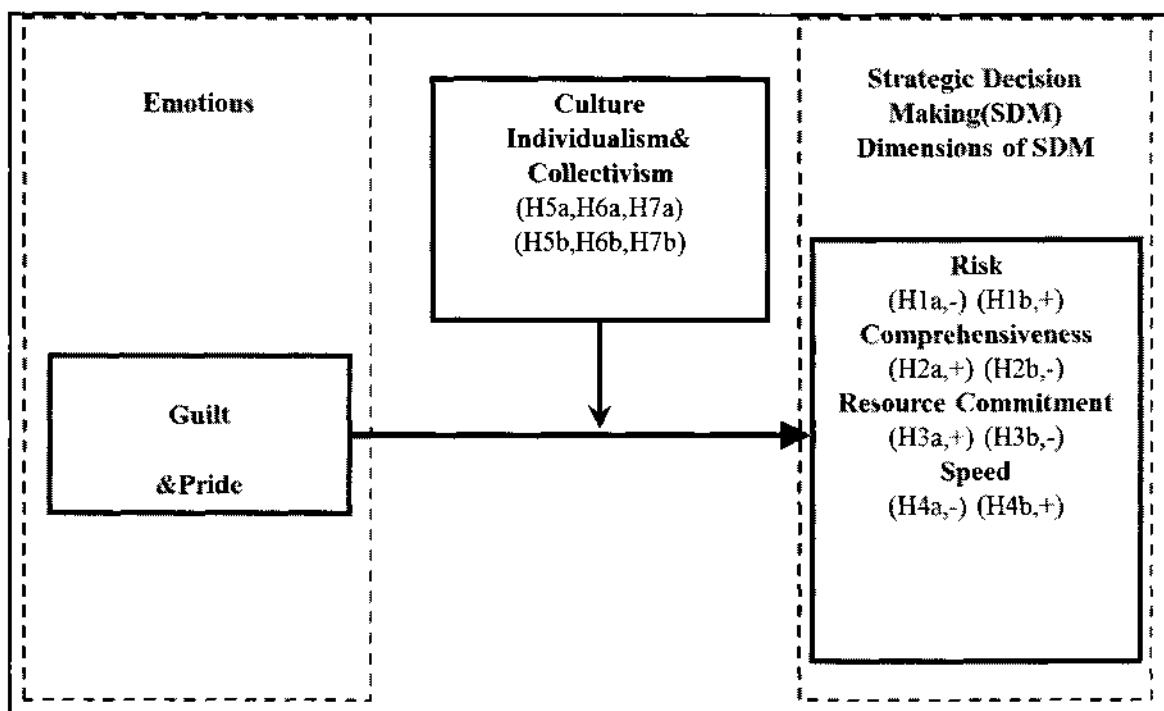 Emotious
Culture
Individualism&
Collectivism
(H5a,H6a,H7a)
(H5b,H6b,H7b)
Guilt
&Pride
Strategic Decision
Making(SDM)
Dimensions of SDM
Risk
(H1a,-) (H1b,+)
Comprehensiveness
(H2a,+) (H2b,-)
Resource Commitment
(H3a,+) (H3b,-)
Speed
(H4a,-) (H4b,+)